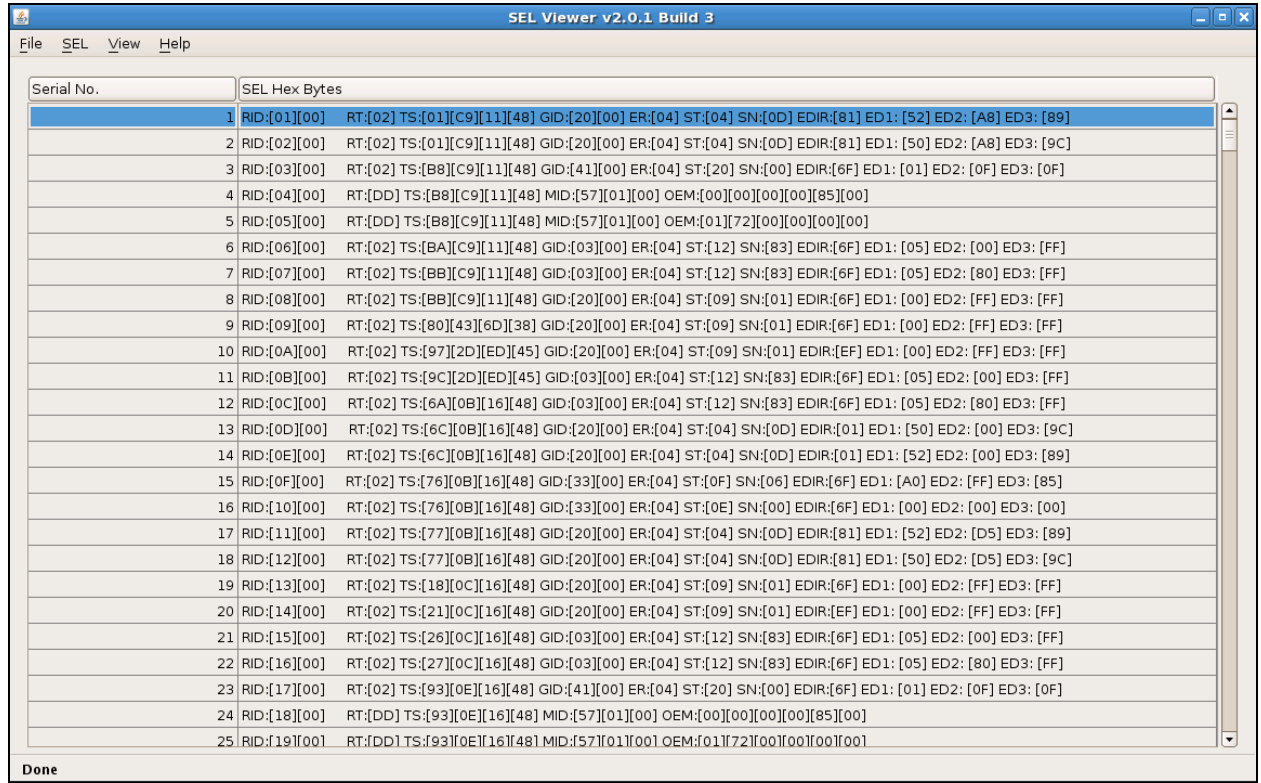 SEL Viewer v2.0.1 Build 3
File SEL View Help
Serial No. SEL Hex Bytes
1 RID:[01][00] RT:[02] TS:[01][C9][11][48] GID:[20][00] ER:[04] ST:[04] SN:[0D] EDIR:[81] ED1: [52] ED2: [A8] ED3: [89]
2 RID:[02][00] RT:[02] TS:[01][C9][11][48] GID:[20][00] ER:[04] ST:[04] SN:[0D] EDIR:[81] ED1: [50] ED2: [A8] ED3: [9C]
3 RID:[03][00] RT:[02] TS:[B8][C9][11][48] GID:[41][00] ER:[04] ST:[20] SN:[00] EDIR:[6F] ED1: [01] ED2: [0F] ED3: [0F]
4 RID:[04][00] RT:[DD] TS:[B8][C9][11][48] MID:[57][01][00] OEM:[00][00][00][00][85][00]
5 RID:[05][00] RT:[DD] TS:[B8][C9][11][48] MID:[57][01][00] OEM:[01][72][00][00][00][00]
6 RID:[06][00] RT:[02] TS:[BA][C9][11][48] GID:[03][00] ER:[04] ST:[12] SN:[83] EDIR:[6F] ED1: [05] ED2: [00] ED3: [FF]
7 RID:[07][00] RT:[02] TS:[BB][C9][11][48] GID:[03][00] ER:[04] ST:[12] SN:[83] EDIR:[6F] ED1: [05] ED2: [80] ED3: [FF]
8 RID:[08][00] RT:[02] TS:[BB][C9][11][48] GID:[20][00] ER:[04] ST:[09] SN:[01] EDIR:[6F] ED1: [00] ED2: [FF] ED3: [FF]
9 RID:[09][00] RT:[02] TS:[80][43][6D][38] GID:[20][00] ER:[04] ST:[09] SN:[01] EDIR:[6F] ED1: [00] ED2: [FF] ED3: [FF]
10 RID:[0A][00] RT:[02] TS:[97][2D][ED][45] GID:[20][00] ER:[04] ST:[09] SN:[01] EDIR:[EF] ED1: [00] ED2: [FF] ED3: [FF]
11 RID:[0B][00] RT:[02] TS:[9C][2D][ED][45] GID:[03][00] ER:[04] ST:[12] SN:[83] EDIR:[6F] ED1: [05] ED2: [00] ED3: [FF]
12 RID:[0C][00] RT:[02] TS:[6A][0B][16][48] GID:[03][00] ER:[04] ST:[12] SN:[83] EDIR:[6F] ED1: [05] ED2: [80] ED3: [FF]
13 RID:[0D][00] RT:[02] TS:[6C][0B][16][48] GID:[20][00] ER:[04] ST:[04] SN:[0D] EDIR:[01] ED1: [50] ED2: [00] ED3: [9C]
14 RID:[0E][00] RT:[02] TS:[6C][0B][16][48] GID:[20][00] ER:[04] ST:[04] SN:[0D] EDIR:[01] ED1: [52] ED2: [00] ED3: [89]
15 RID:[0F][00] RT:[02] TS:[76][0B][16][48] GID:[33][00] ER:[04] ST:[0F] SN:[06] EDIR:[6F] ED1: [A0] ED2: [FF] ED3: [85]
16 RID:[10][00] RT:[02] TS:[76][0B][16][48] GID:[33][00] ER:[04] ST:[0E] SN:[00] EDIR:[6F] ED1: [00] ED2: [00] ED3: [00]
17 RID:[11][00] RT:[02] TS:[77][0B][16][48] GID:[20][00] ER:[04] ST:[04] SN:[0D] EDIR:[81] ED1: [52] ED2: [D5] ED3: [89]
18 RID:[12][00] RT:[02] TS:[77][0B][16][48] GID:[20][00] ER:[04] ST:[04] SN:[0D] EDIR:[81] ED1: [50] ED2: [D5] ED3: [9C]
19 RID:[13][00] RT:[02] TS:[18][0C][16][48] GID:[20][00] ER:[04] ST:[09] SN:[01] EDIR:[6F] ED1: [00] ED2: [FF] ED3: [FF]
20 RID:[14][00] RT:[02] TS:[21][0C][16][48] GID:[20][00] ER:[04] ST:[09] SN:[01] EDIR:[EF] ED1: [00] ED2: [FF] ED3: [FF]
21 RID:[15][00] RT:[02] TS:[26][0C][16][48] GID:[03][00] ER:[04] ST:[12] SN:[83] EDIR:[6F] ED1: [05] ED2: [00] ED3: [FF]
22 RID:[16][00] RT:[02] TS:[27][0C][16][48] GID:[03][00] ER:[04] ST:[12] SN:[83] EDIR:[6F] ED1: [05] ED2: [80] ED3: [FF]
23 RID:[17][00] RT:[02] TS:[93][0E][16][48] GID:[41][00] ER:[04] ST:[20] SN:[00] EDIR:[6F] ED1: [01] ED2: [0F] ED3: [0F]
24 RID:[18][00] RT:[DD] TS:[93][0E][16][48] MID:[57][01][00] OEM:[00][00][00][00][85][00]
25 RID:[19][00] RT:[DD] TS:[93][0E][16][48] MID:[57][01][00] OEM:[01][72][00][00][00][00]
Done